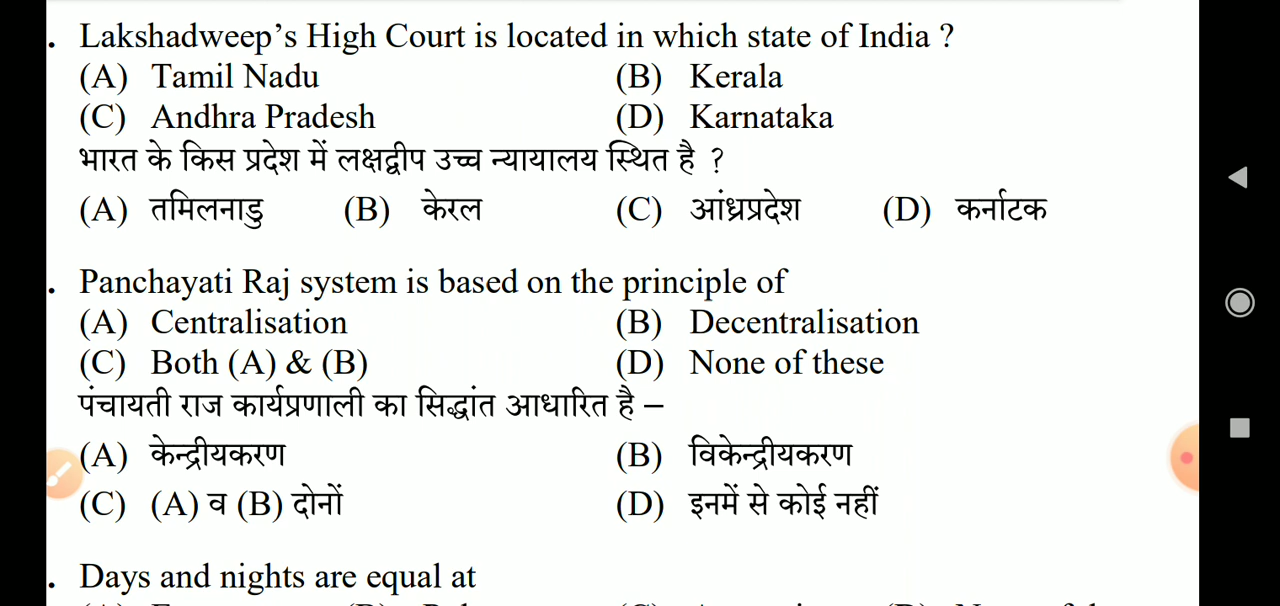 . Lakshadweep’s High Court is located in which state of India ?
(A) Tamil Nadu (B) Kerala
(C) Andhra Pradesh (D) Karnataka
भारत के किस प्रदेश में लक्षद्वीप उच्च न्यायालय स्थित है ?
(A) तमिलनाडु (B) केरल (C) आंध्रप्रदेश (D) कर्नाटक
. Panchayati Raj system is based on the principle of
(A) Centralisation (B) Decentralisation
(C) Both (A) & (B) (D) None of these
पंचायती राज कार्यप्रणाली का सिद्धांत आधारित है –
(A) केन्द्रीयकरण (B) विकेन्द्रीयकरण
(C) (A) व (B) दोनों (D) इनमें से कोई नहीं
. Days and nights are equal at